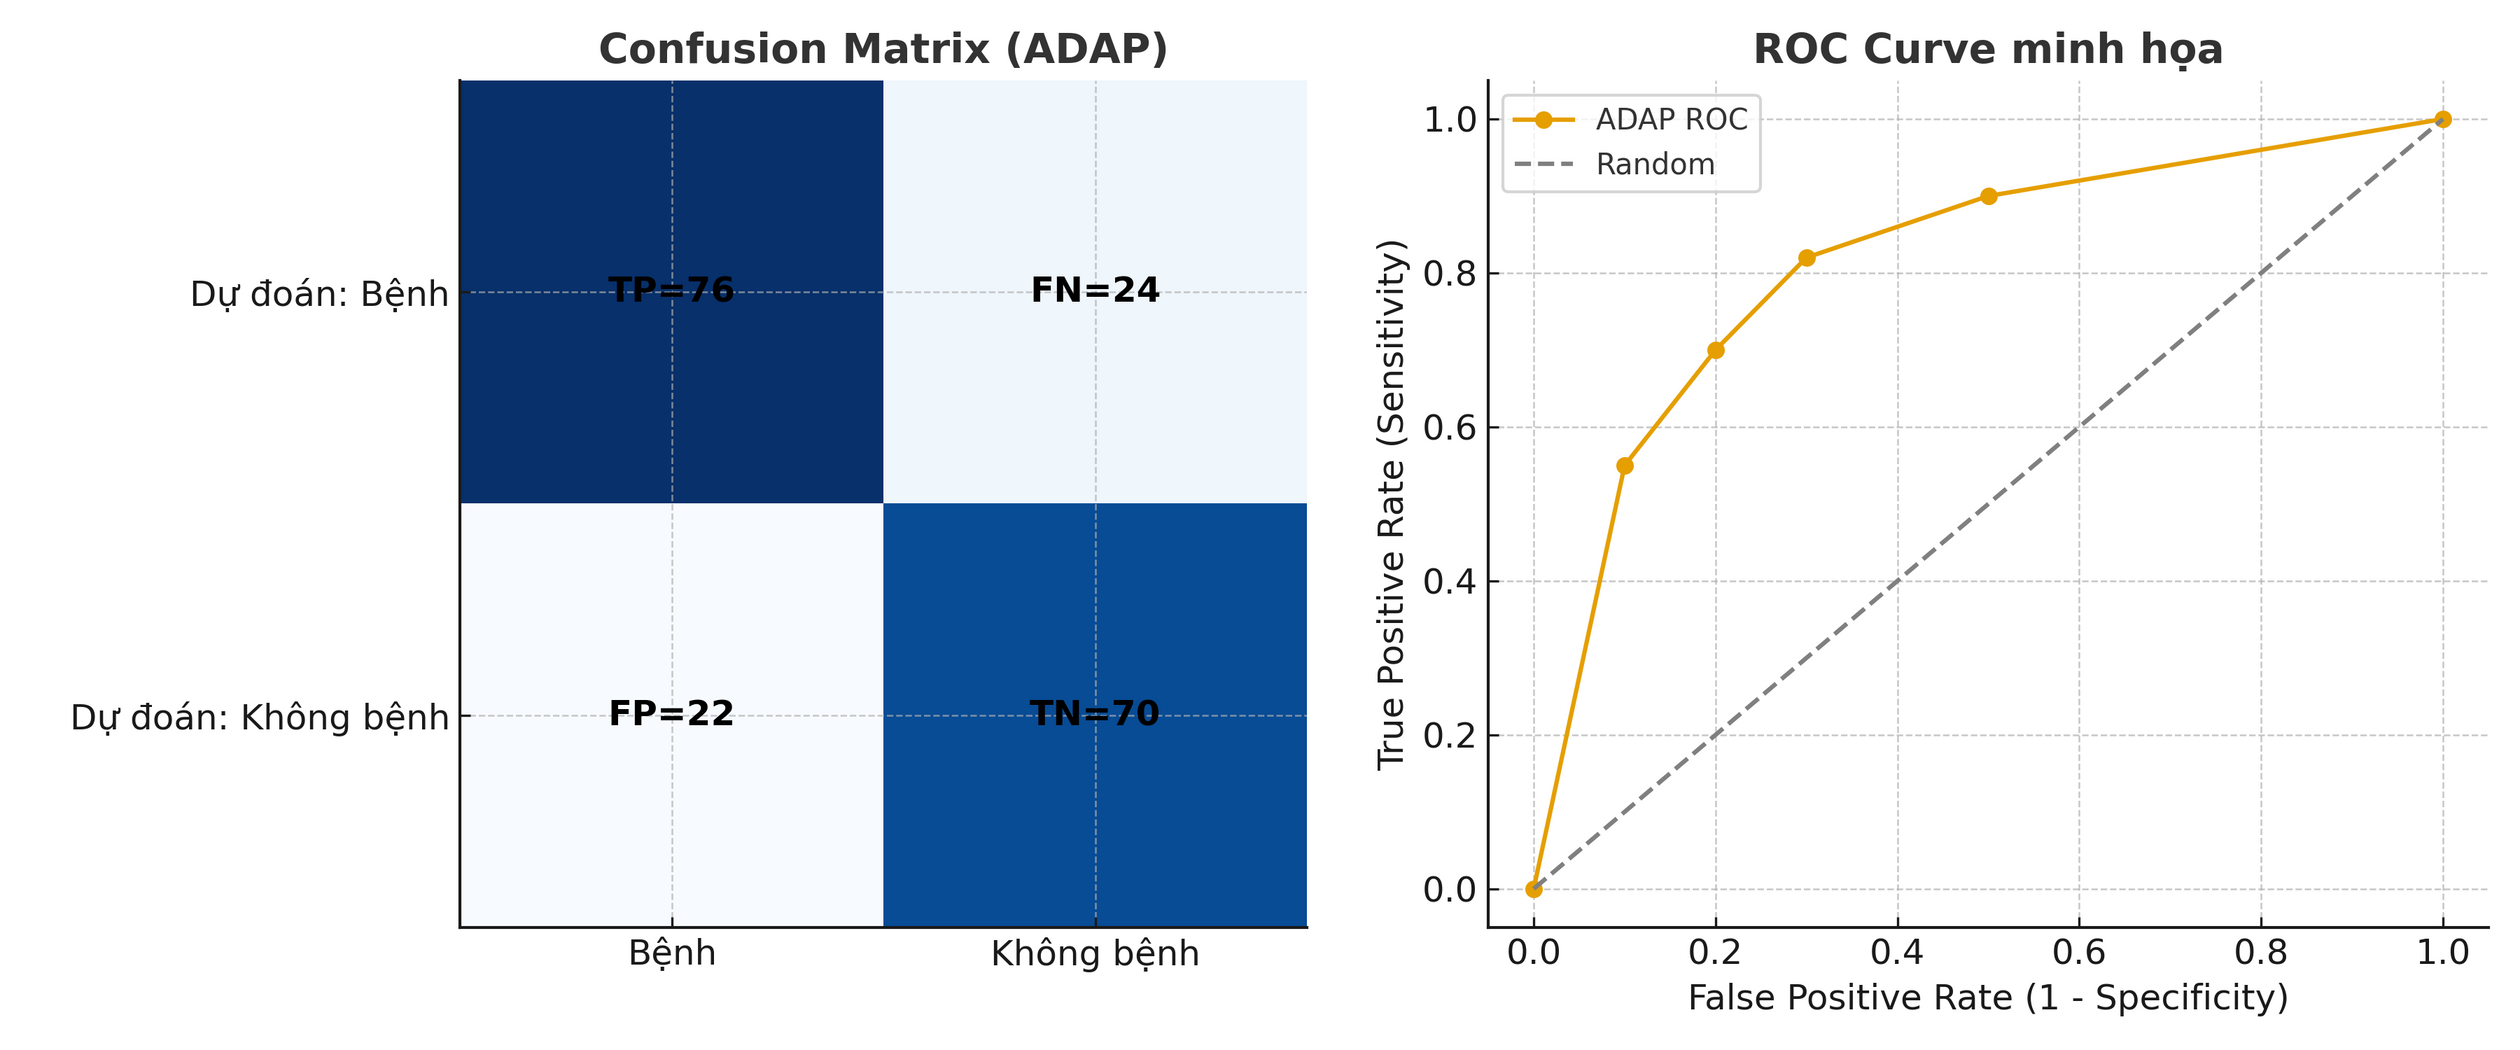 Confusion Matrix (ADAP)
Dự đoán: Bệnh
TP=76
FN=24
Dự đoán: Không bệnh
FP=22
TN=70
Bệnh
Không bệnh
ROC Curve minh họa
ADAP ROC
Random
True Positive Rate (Sensitivity)
1.0
0.8
0.6
0.4
0.2
0.0
0.0
0.2
0.4
0.6
0.8
1.0
False Positive Rate (1 - Specificity)